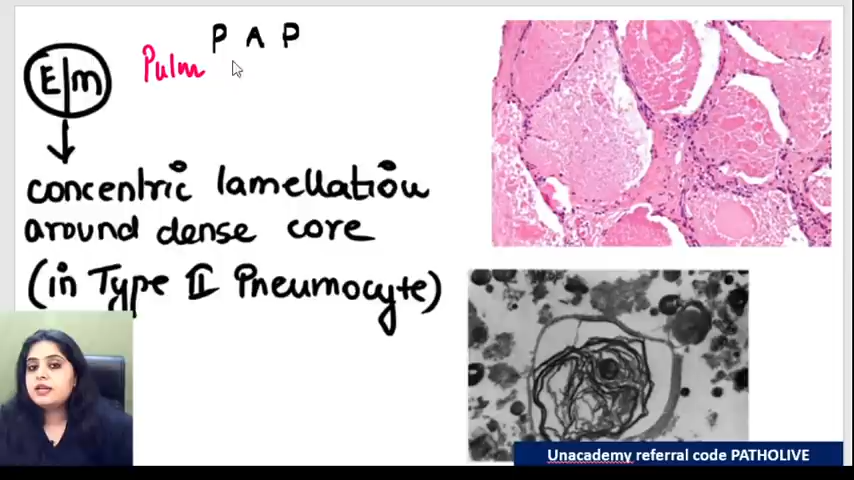 P A P
E|m
Pulm
concentric lamellation
around dense core
(in Type II Pneumocyte)
Unacademy referral code PATHOLIVE